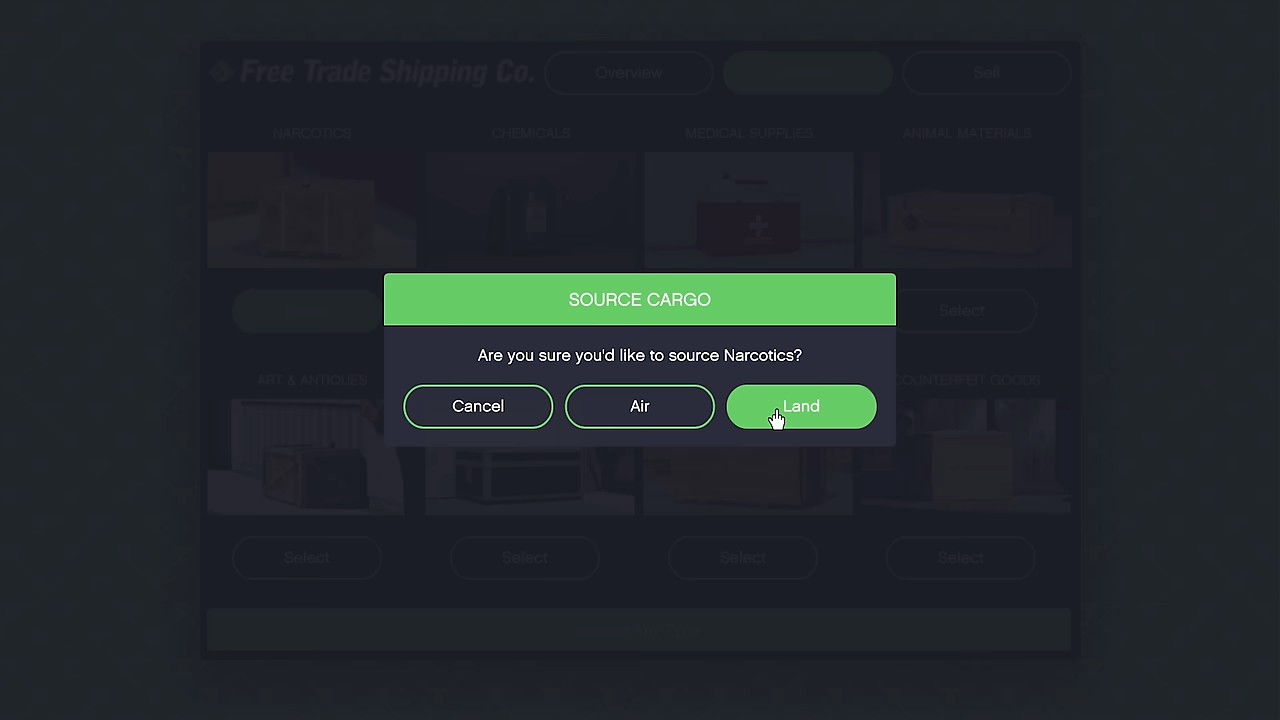 Free Trade Shipping Co.
Overview
Sell
NARCOTICS
CHEMICALS
MEDICAL SUPPLIES
ANIMAL MATERIALS
Select
SOURCE CARGO
Are you sure you'd like to source Narcotics?
Cancel
Air
Land
ART & ANTIQUES
COUNTERFEIT GOODS
Select
Select
Select
Select